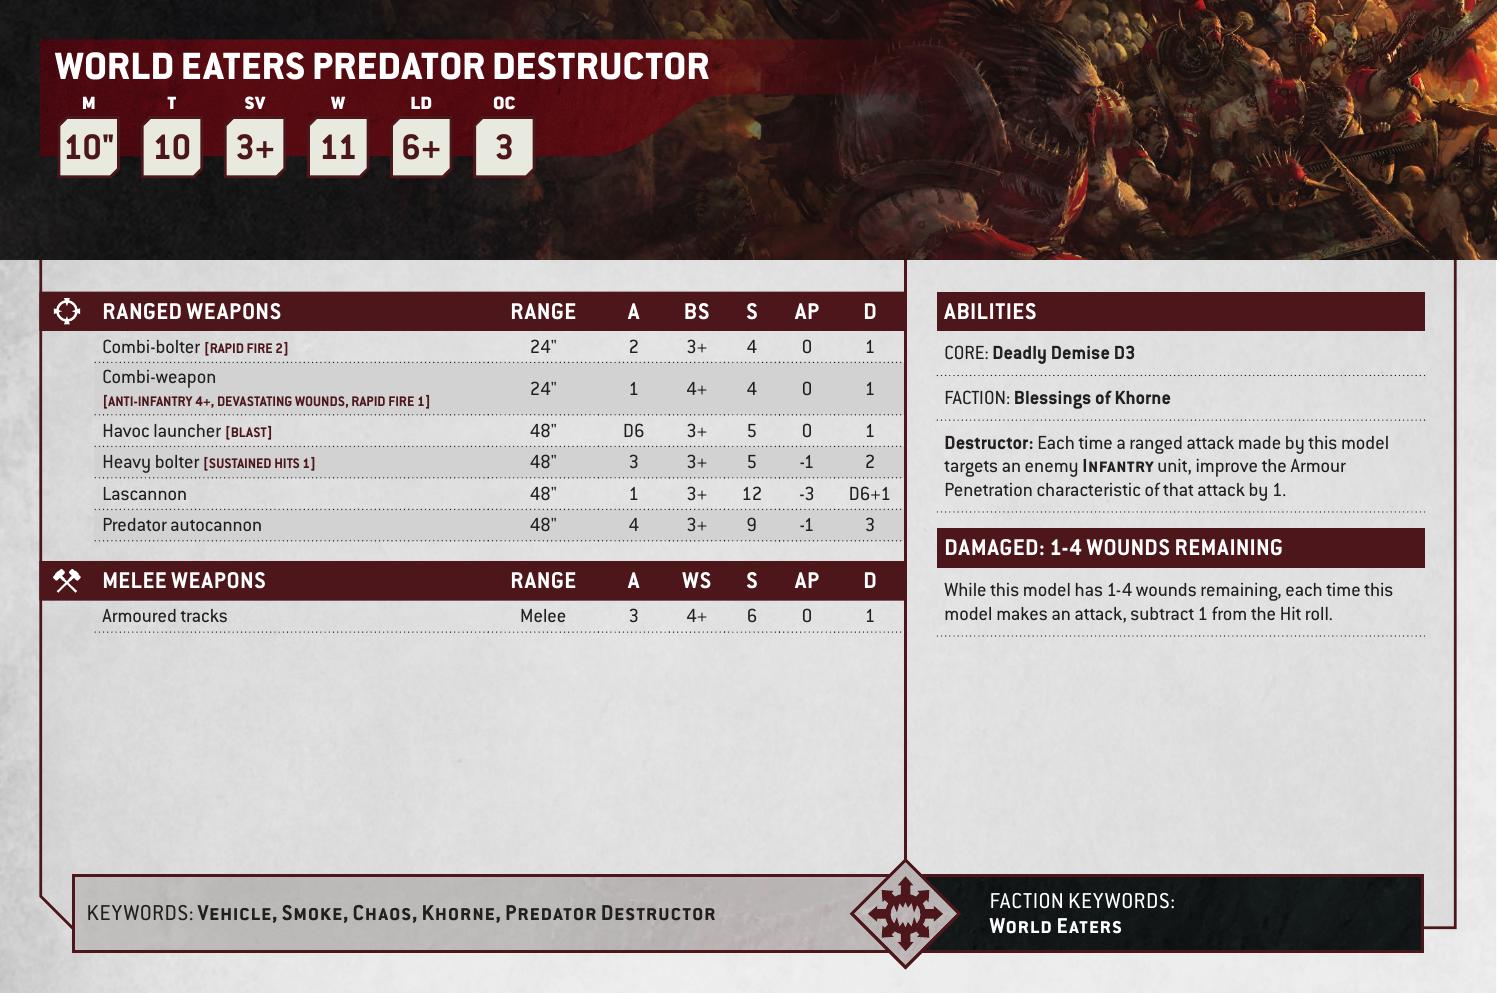 WORLD EATERS PREDATOR DESTRUCTOR
M T SV W LD OC
10" 10 3+ 11 6+ 3
RANGED WEAPONS RANGE A BS S AP D
Combi-bolter [RAPID FIRE 2] 24" 2 3+ 4 0 1
Combi-weapon
[ANTI-INFANTRY 4+, DEVASTATING WOUNDS, RAPID FIRE 1] 24" 1 4+ 4 0 1
Havoc launcher [BLAST] 48" D6 3+ 5 0 1
Heavy bolter [SUSTAINED HITS 1] 48" 3 3+ 5 -1 2
Lascannon 48" 1 3+ 12 -3 D6+1
Predator autocannon 48" 4 3+ 9 -1 3
MELEE WEAPONS RANGE A WS S AP D
Armoured tracks Melee 3 4+ 6 0 1
ABILITIES
CORE: Deadly Demise D3
FACTION: Blessings of Khorne
Destructor: Each time a ranged attack made by this model
targets an enemy INFANTRY unit, improve the Armour
Penetration characteristic of that attack by 1.
DAMAGED: 1-4 WOUNDS REMAINING
While this model has 1-4 wounds remaining, each time this
model makes an attack, subtract 1 from the Hit roll.
KEYWORDS: VEHICLE, SMOKE, CHAOS, KHORNE, PREDATOR DESTRUCTOR
FACTION KEYWORDS:
WORLD EATERS